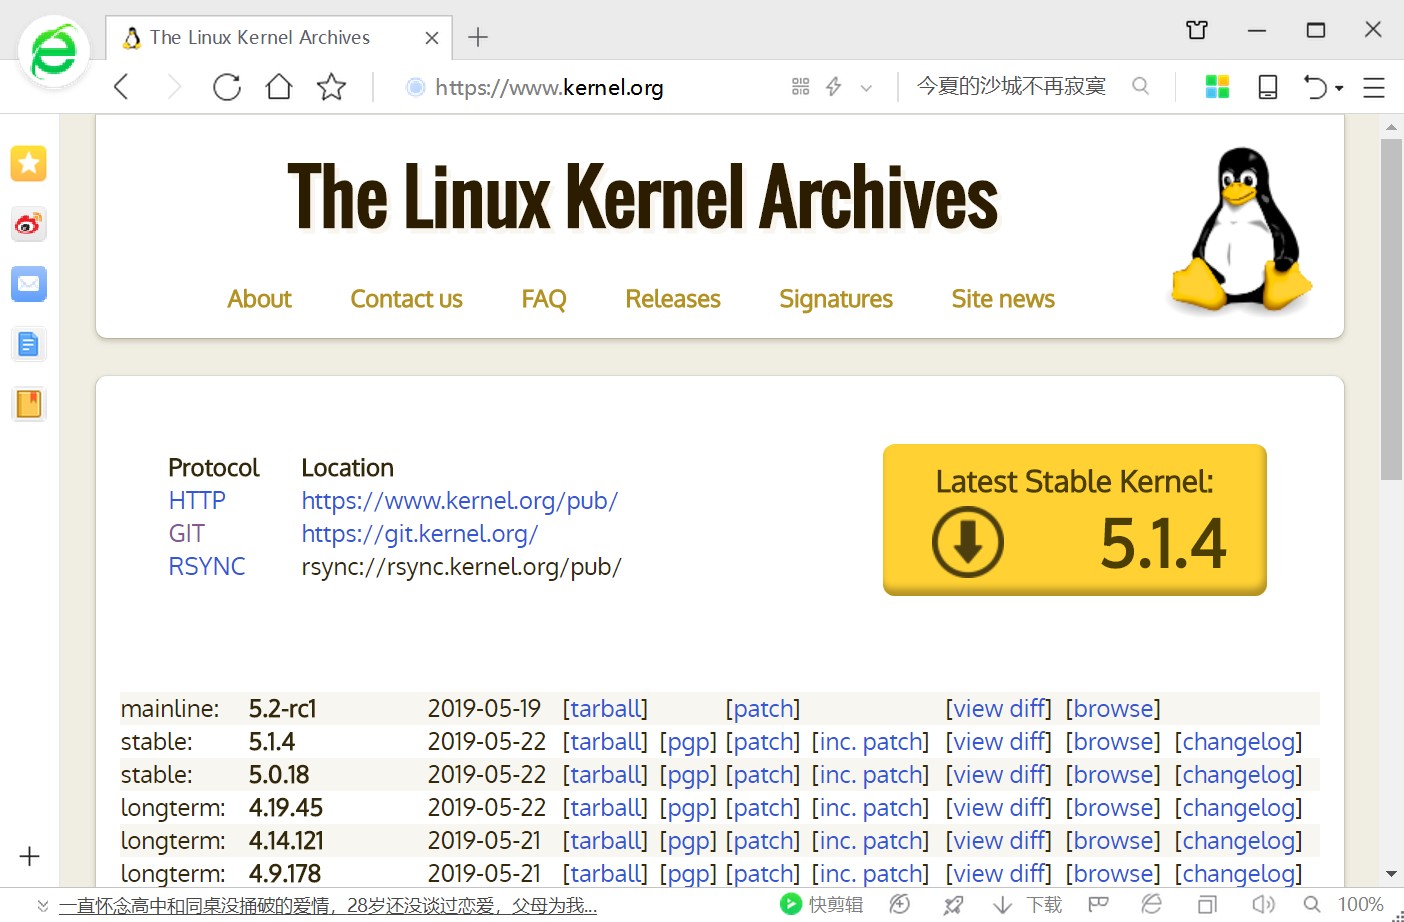 The Linux Kernel Archives
https://www.kernel.org
今夏的沙城不再寂寞
The Linux Kernel Archives
About Contact us FAQ Releases Signatures Site news
Protocol Location
HTTP https://www.kernel.org/pub/
GIT https://git.kernel.org/
RSYNC rsync://rsync.kernel.org/pub/
Latest Stable Kernel:
5.1.4
mainline: 5.2-rc1 2019-05-19 [tarball] [patch] [view diff] [browse]
stable: 5.1.4 2019-05-22 [tarball] [pgp] [patch] [inc. patch] [view diff] [browse] [changelog]
stable: 5.0.18 2019-05-22 [tarball] [pgp] [patch] [inc. patch] [view diff] [browse] [changelog]
longterm: 4.19.45 2019-05-22 [tarball] [pgp] [patch] [inc. patch] [view diff] [browse] [changelog]
longterm: 4.14.121 2019-05-21 [tarball] [pgp] [patch] [inc. patch] [view diff] [browse] [changelog]
longterm: 4.9.178 2019-05-21 [tarball] [pgp] [patch] [inc. patch] [view diff] [browse] [changelog]
一直怀念高中和同桌没捅破的爱情，28岁还没谈过恋爱，父母为我...
快剪辑 下载 100%